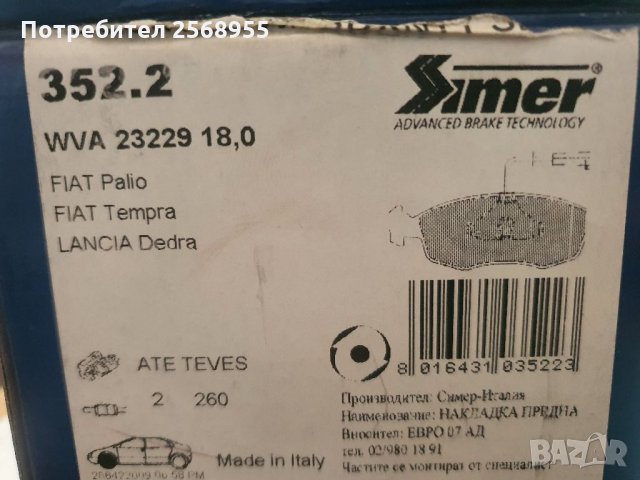 Потребител 2568955
352.2
Simer®
ADVANCED BRAKE TECHNOLOGY
WVA 23229 18,0
FIAT Palio
FIAT Tempra
LANCIA Dedra
ATE TEVES
2 260
8 016431 035223
Производител: Симер-Италия
Наименование: НАКЛАДКА ПРЕДНА
Вносител: ЕВРО 07 АД
тел. 02/980 18 91
Частите се монтират от специалист
Made in Italy
BAZAR